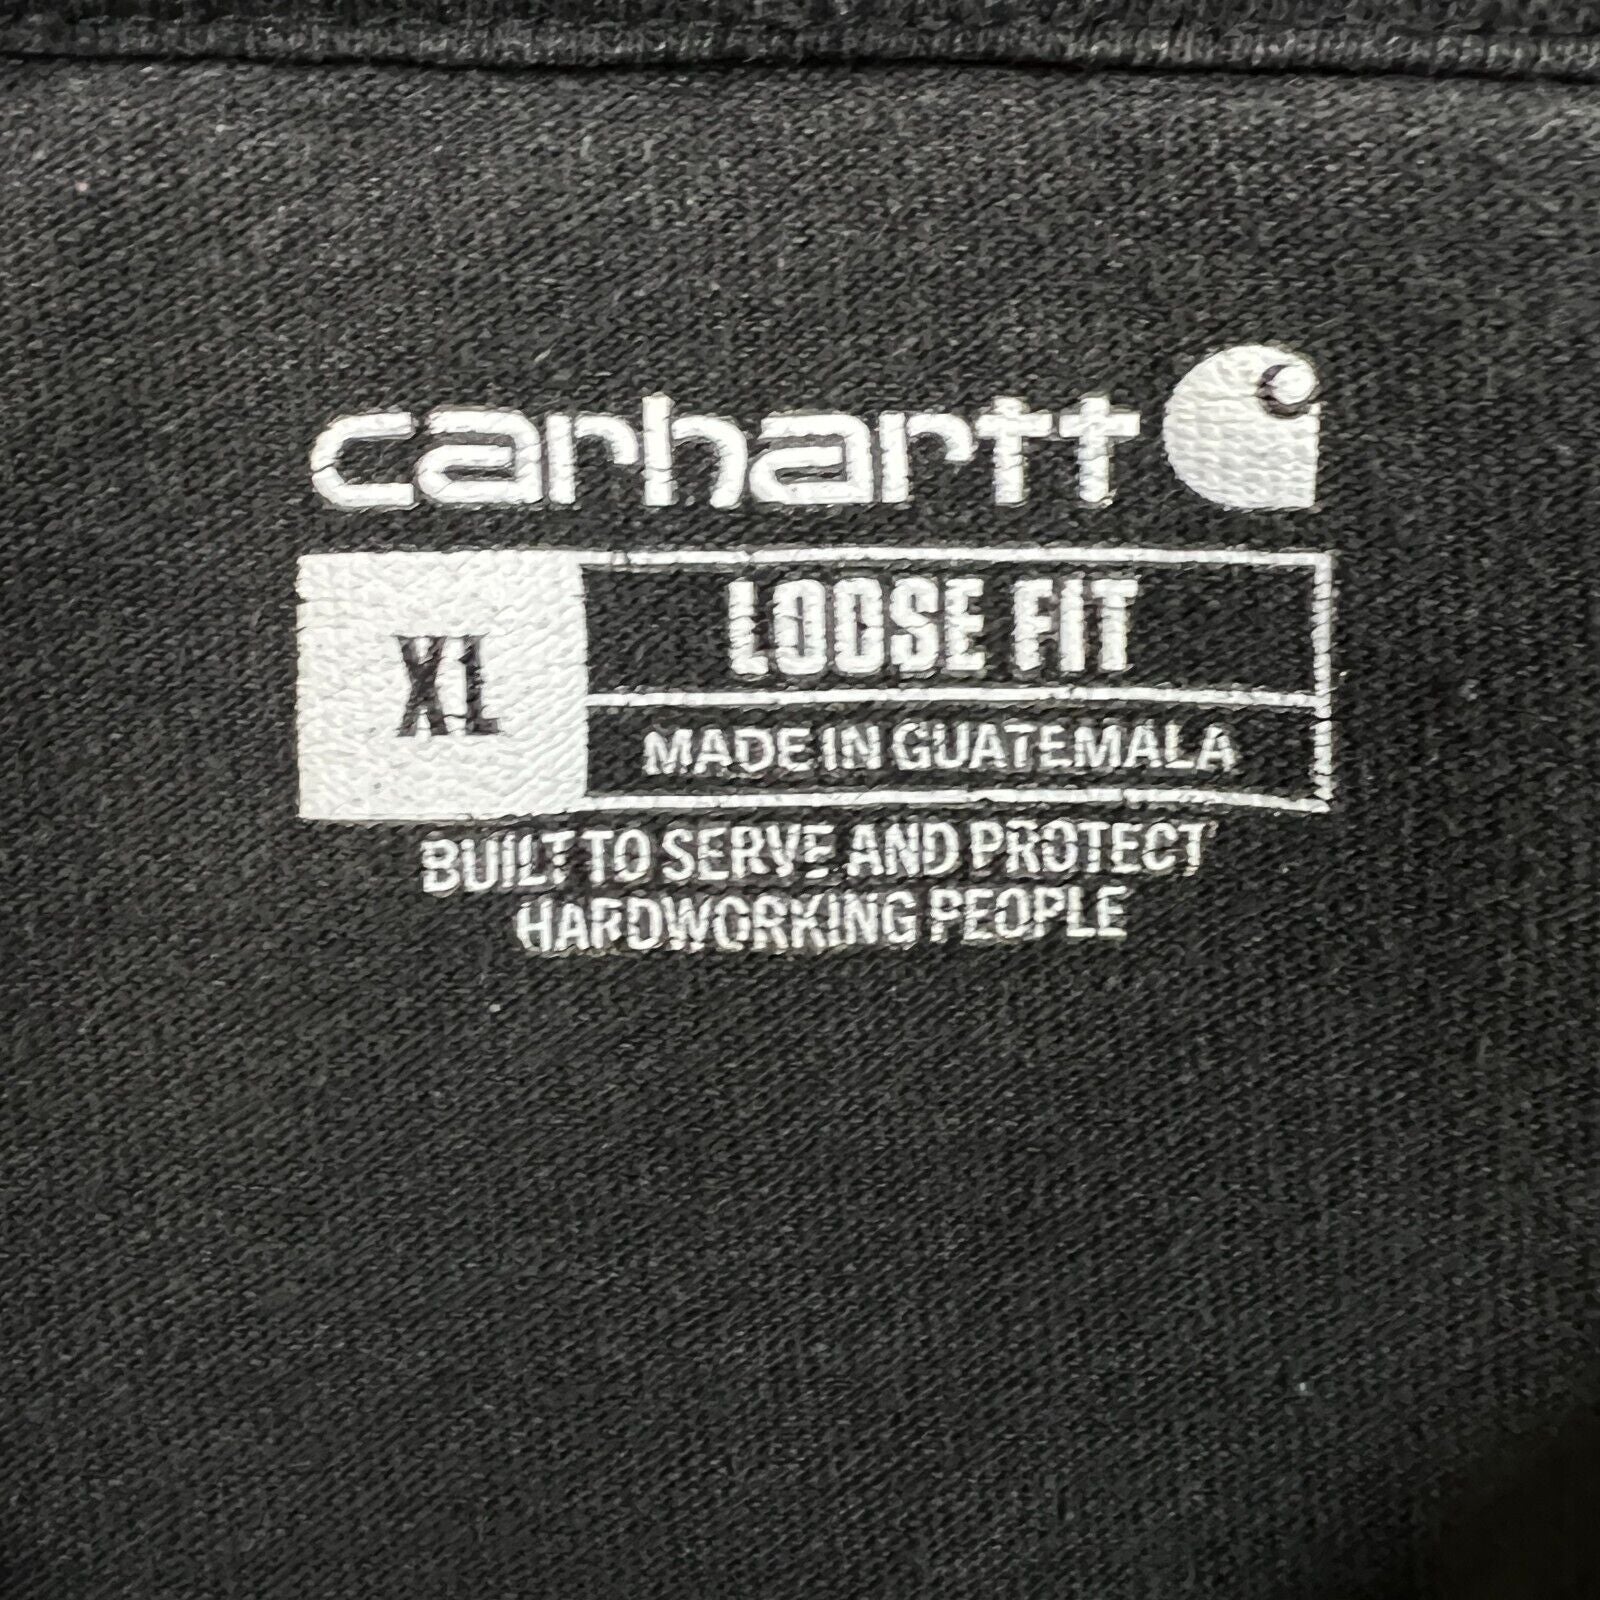 carhartt
XL
LOOSE FIT
MADE IN GUATEMALA
BUILT TO SERVE AND PROTECT
HARDWORKING PEOPLE